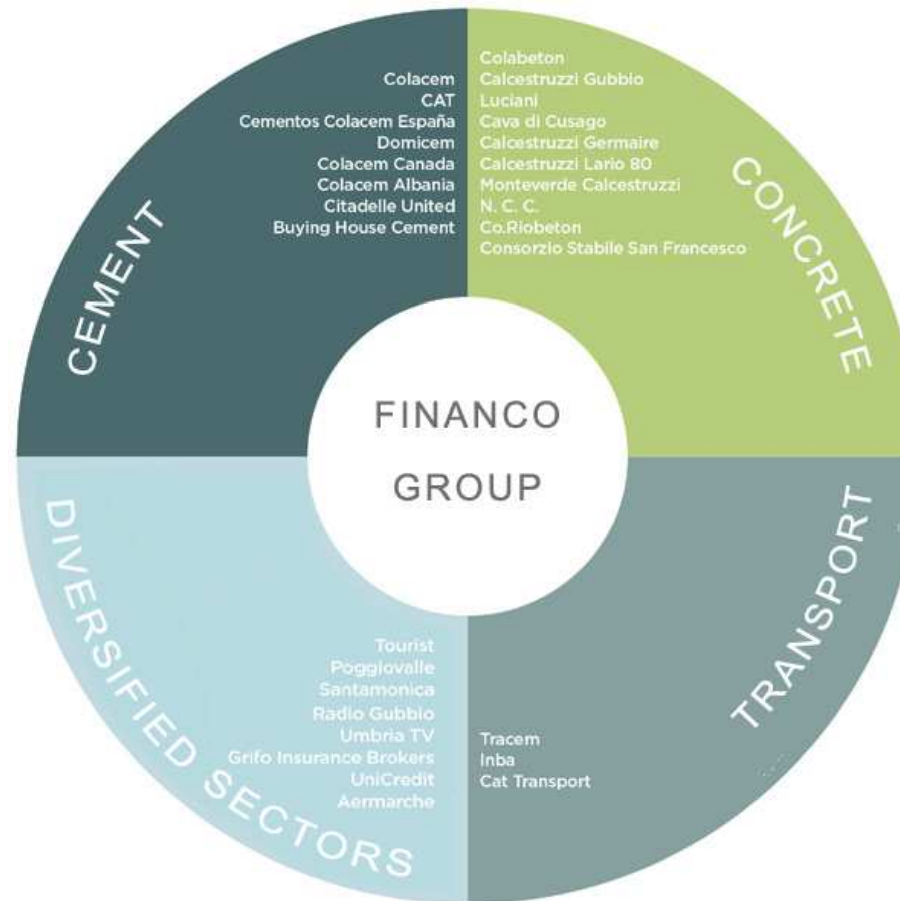 CEMENT
Colacem
CAT
Cementos Colacem España
Domicem
Colacem Canada
Colacem Albania
Citadelle United
Buying House Cement
CONCRETE
Colabeton
Calcestruzzi Gubbio
Luciani
Cava di Cusago
Calcestruzzi Germaire
Calcestruzzi Lario 80
Monteverde Calcestruzzi
N. C. C.
Co.Riobeton
Consorzio Stabile San Francesco
FINANCO
GROUP
DIVERSIFIED SECTORS
Tourist
Poggiovalle
Santamonica
Radio Gubbio
Umbria TV
Grifo Insurance Brokers
UniCredit
Aermarche
TRANSPORT
Tracem
Inba
Cat Transport